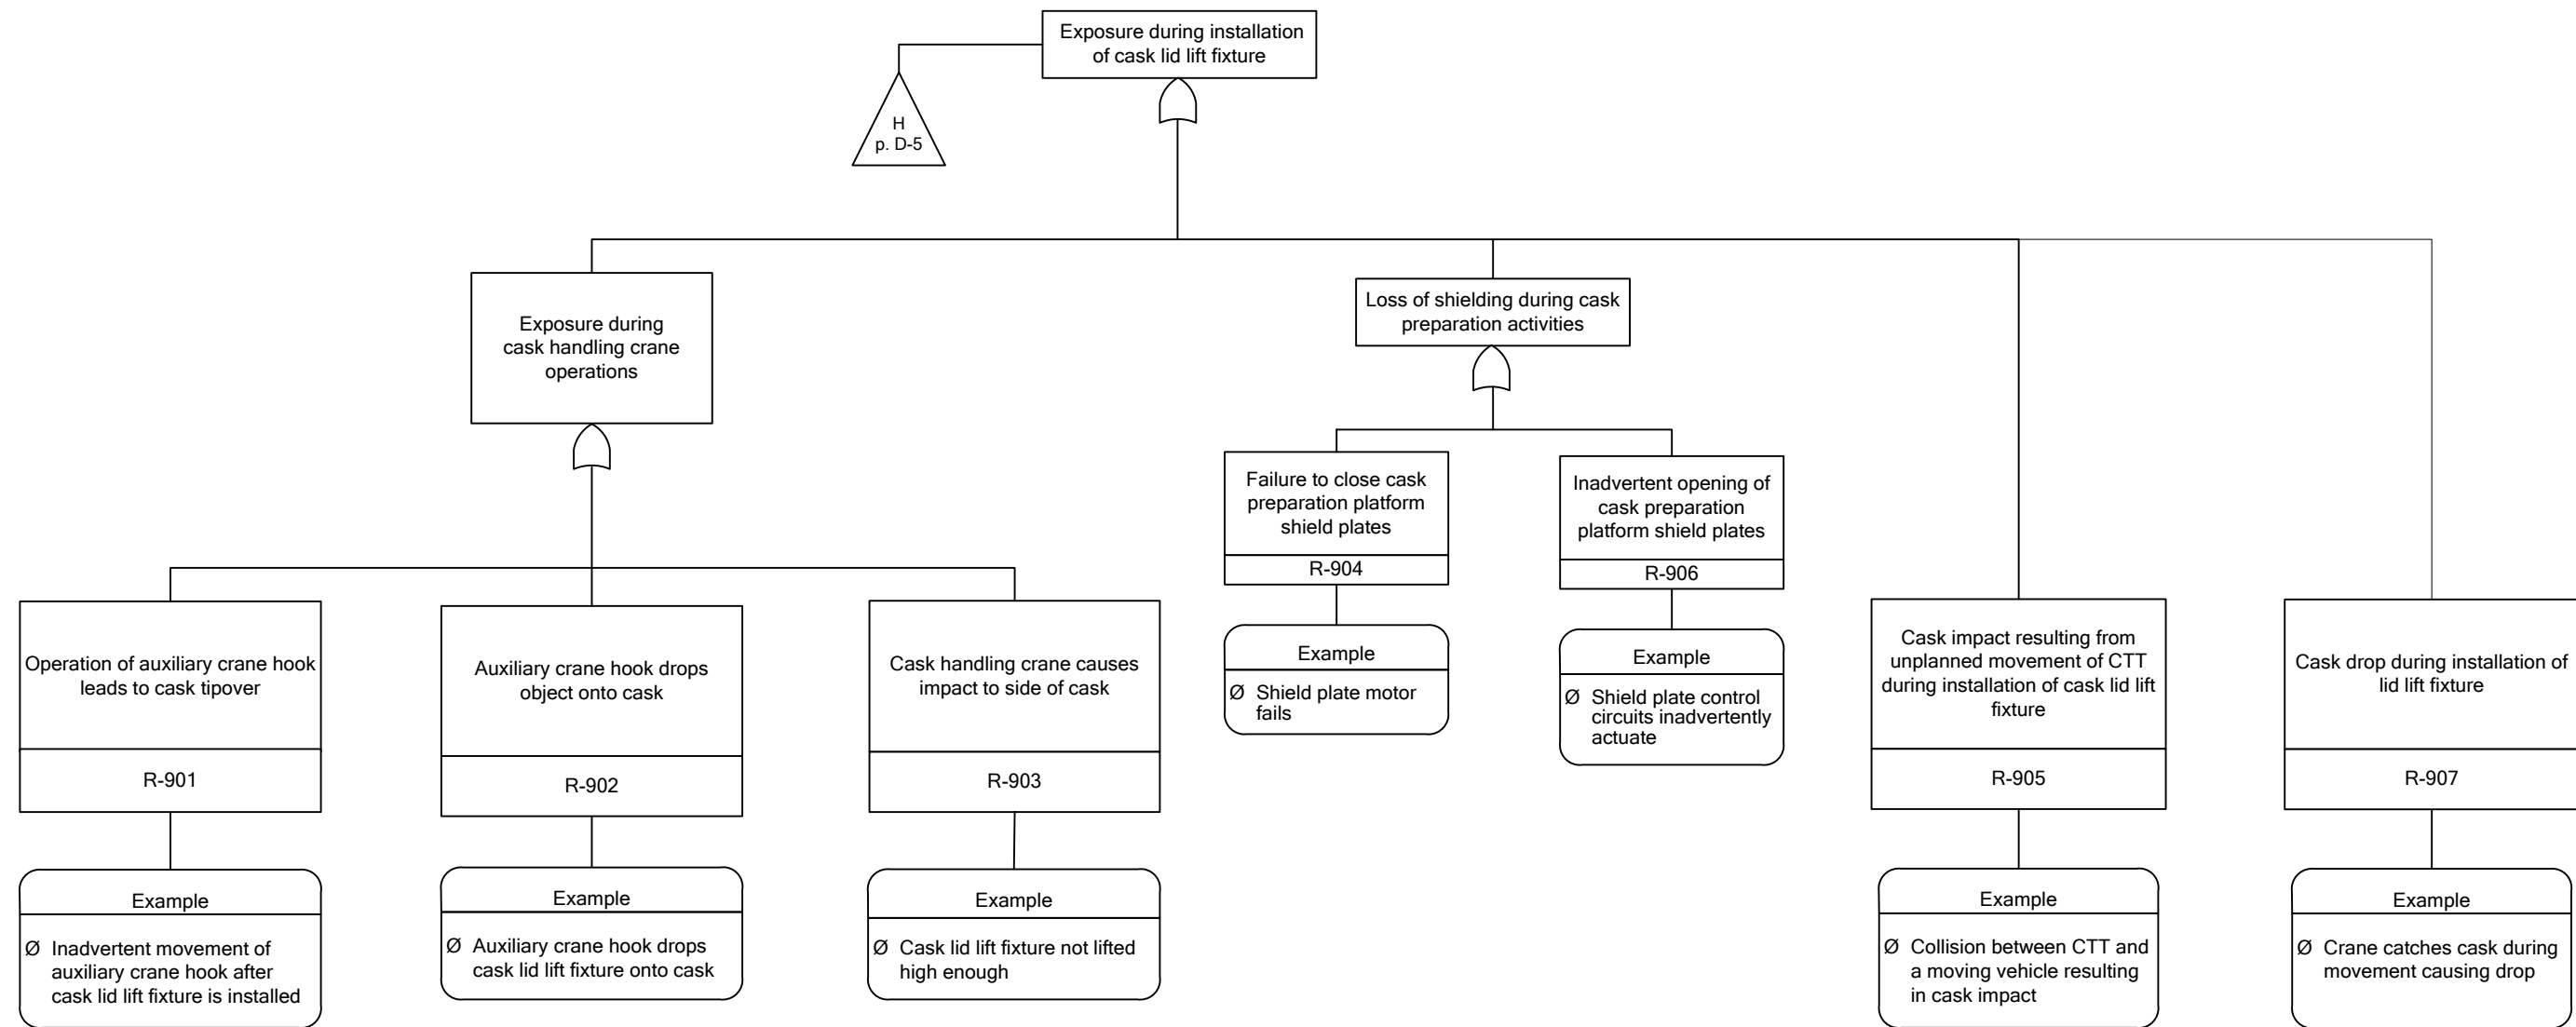 Exposure during installation
of cask lid lift fixture
H
p. D-5
Exposure during
cask handling crane
operations
Loss of shielding during cask
preparation activities
Failure to close cask
preparation platform
shield plates
R-904
Inadvertent opening of
cask preparation
platform shield plates
R-906
Example
Ø Shield plate motor
fails
Example
Ø Shield plate control
circuits inadvertently
actuate
Operation of auxiliary crane hook
leads to cask tipover
R-901
Auxiliary crane hook drops
object onto cask
R-902
Cask handling crane causes
impact to side of cask
R-903
Cask impact resulting from
unplanned movement of CTT
during installation of cask lid lift
fixture
R-905
Cask drop during installation of
lid lift fixture
R-907
Example
Ø Inadvertent movement of
auxiliary crane hook after
cask lid lift fixture is installed
Example
Ø Auxiliary crane hook drops
cask lid lift fixture onto cask
Example
Ø Cask lid lift fixture not lifted
high enough
Example
Ø Collision between CTT and
a moving vehicle resulting
in cask impact
Example
Ø Crane catches cask during
movement causing drop